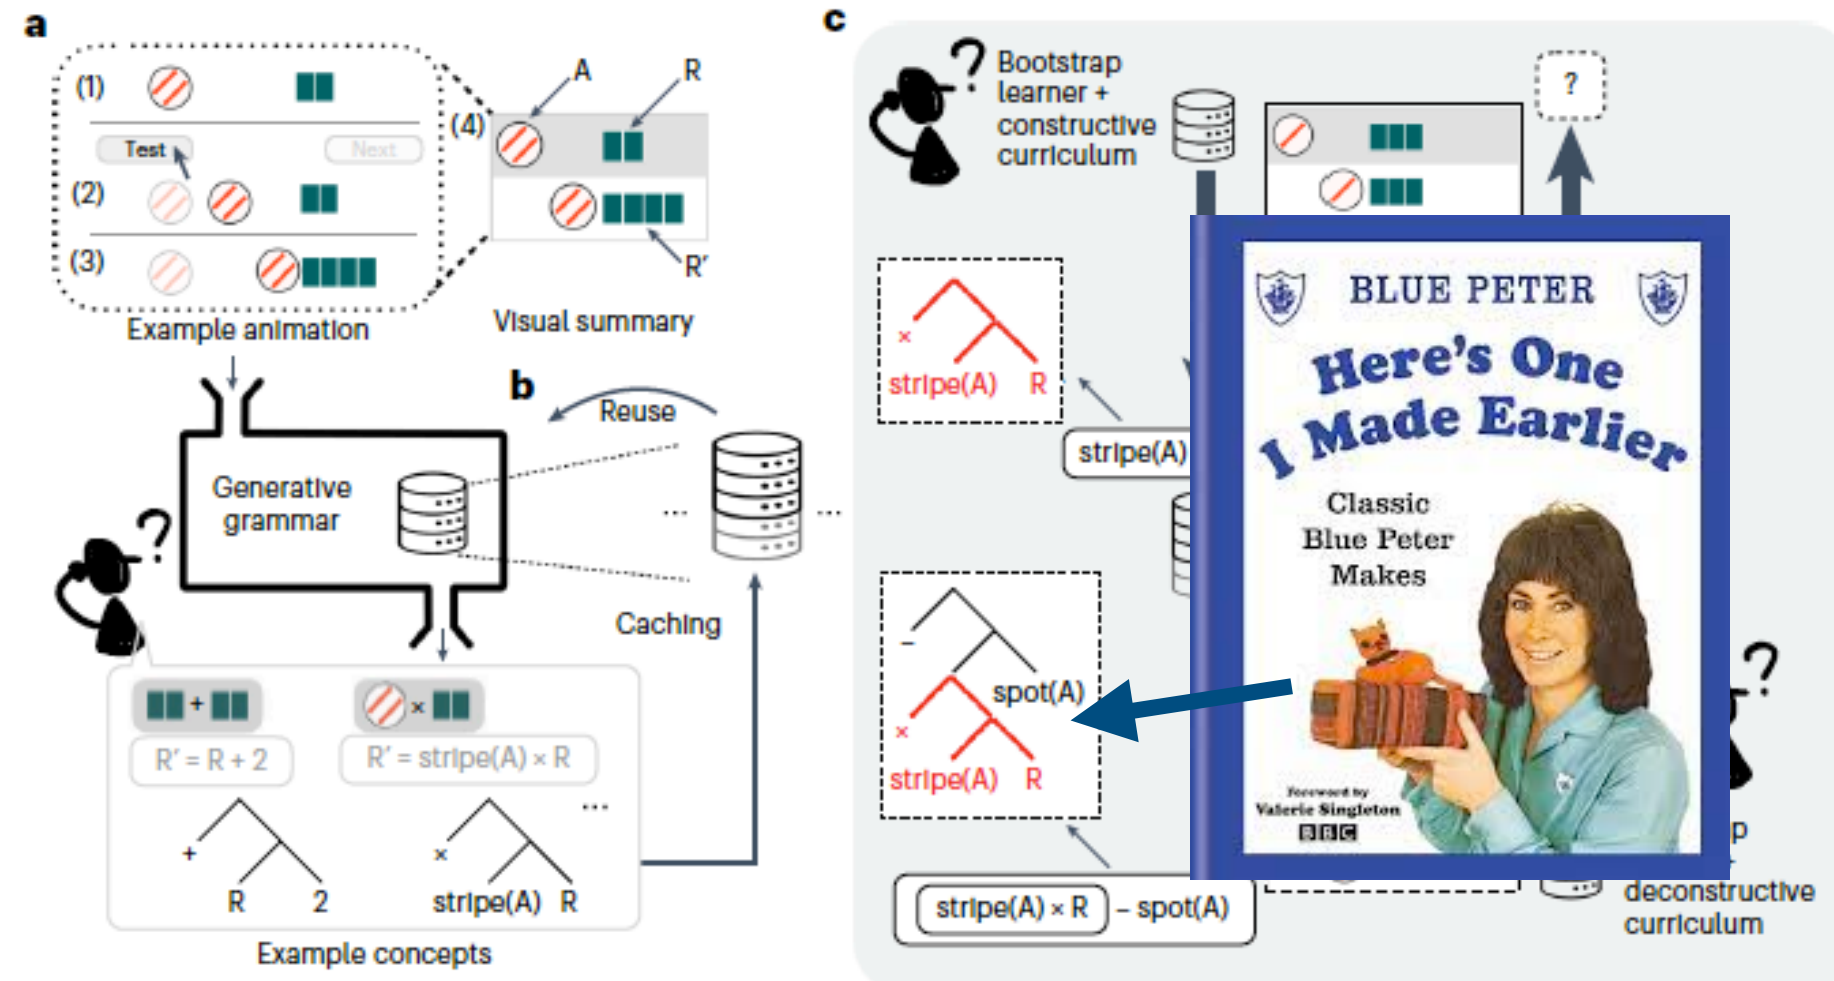 a
(1)
Test
Next
(2)
(3)
(4)
A
R
R'
Example animation
Visual summary
b
Reuse
Generative
grammar
?
...
...
Caching
+
×
R' = R + 2
R' = stripe(A) × R
...
+
R
2
×
stripe(A)
R
Example concepts
c
?
Bootstrap
learner +
constructive
curriculum
?
×
stripe(A)
R
stripe(A)
–
spot(A)
×
stripe(A)
R
stripe(A) × R – spot(A)
BLUE PETER
Here's One
I Made Earlier
Classic
Blue Peter
Makes
Foreword by
Valerie Singleton
BBC
?
p
deconstructive
curriculum